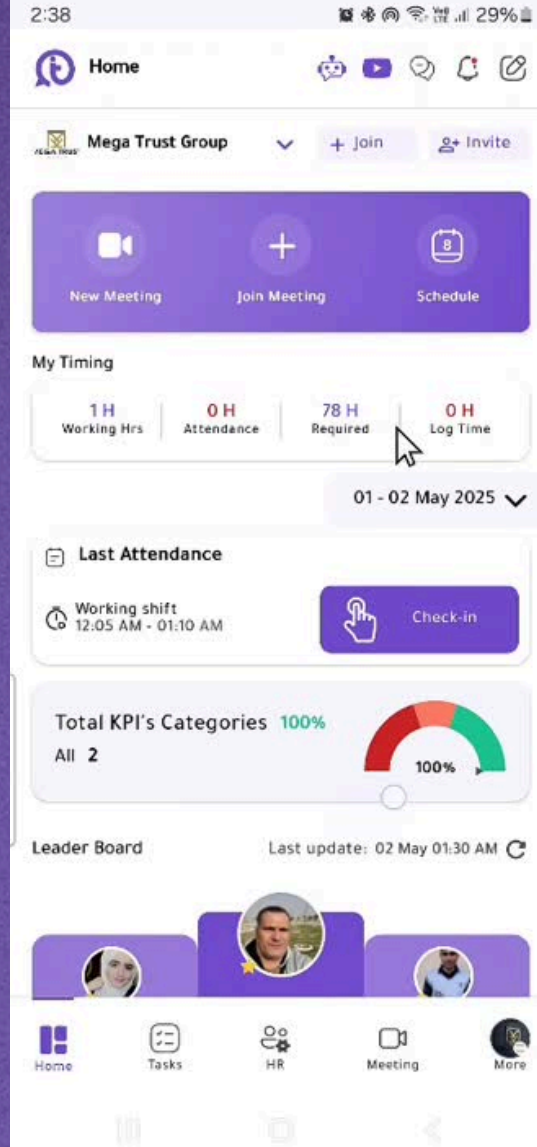 2:38
29%
Home
Mega Trust Group
+ Join
Invite
8
New Meeting
Join Meeting
Schedule
My Timing
1 H
0 H
78 H
0 H
Working Hrs
Attendance
Required
Log Time
01 - 02 May 2025
Last Attendance
Working shift
12:05 AM - 01:10 AM
Check-in
Total KPI's Categories 100%
All 2
100%
Leader Board
Last update: 02 May 01:30 AM
Home
Tasks
HR
Meeting
More